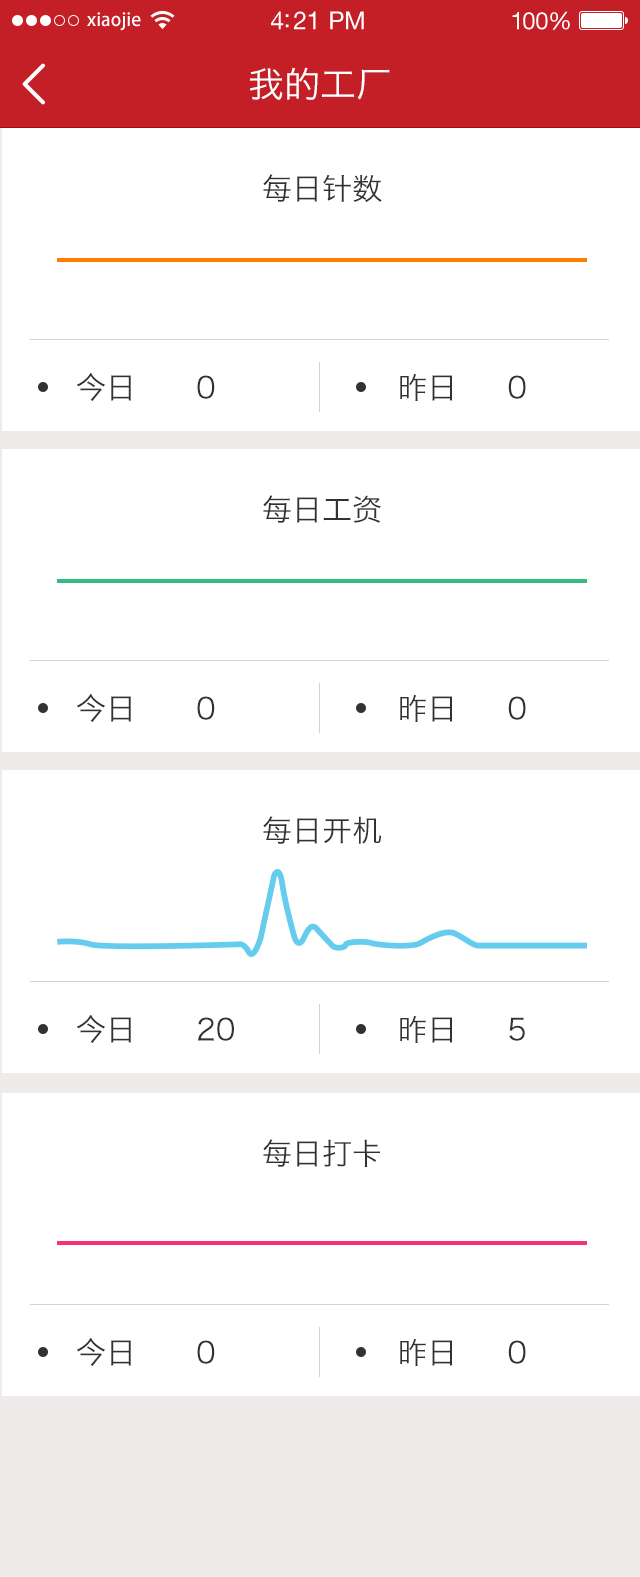 xiaojie 4:21 PM 100%
我的工厂
每日针数
今日 0 昨日 0
每日工资
今日 0 昨日 0
每日开机
今日 20 昨日 5
每日打卡
今日 0 昨日 0